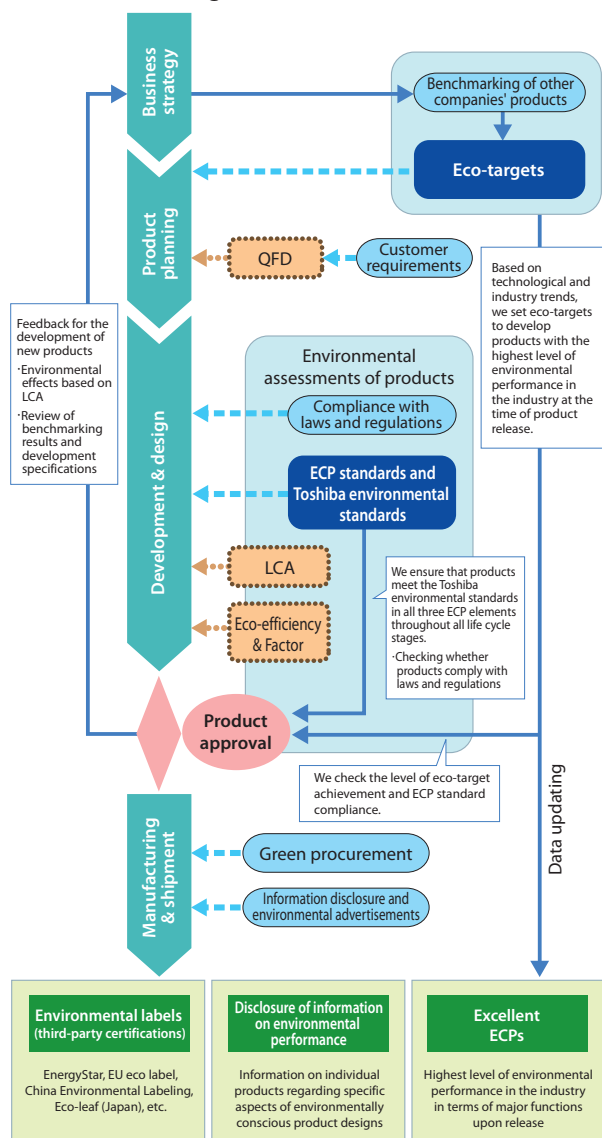 Business
strategy
Benchmarking of other
companies' products
Eco-targets
Product
planning
QFD
Customer
requirements
Based on
technological and
industry trends,
we set eco-targets
to develop
products with the
highest level of
environmental
performance in
the industry at the
time of product
release.
Feedback for the
development of
new products
·Environmental
effects based on
LCA
·Review of
benchmarking
results and
development
specifications
Development & design
Environmental
assessments of products
Compliance with
laws and regulations
ECP standards and
Toshiba environmental
standards
LCA
Eco-efficiency
& Factor
We ensure that products
meet the Toshiba
environmental standards
in all three ECP elements
throughout all life cycle
stages.
·Checking whether
products comply with
laws and regulations
Product
approval
We check the level of eco-target
achievement and ECP standard
compliance.
Data updating
Manufacturing
& shipment
Green procurement
Information disclosure and
environmental advertisements
Environmental labels
(third-party certifications)
EnergyStar, EU eco label,
China Environmental Labeling,
Eco-leaf (Japan), etc.
Disclosure of information
on environmental
performance
Information on individual
products regarding specific
aspects of environmentally
conscious product designs
Excellent
ECPs
Highest level of environmental
performance in the industry
in terms of major functions
upon release